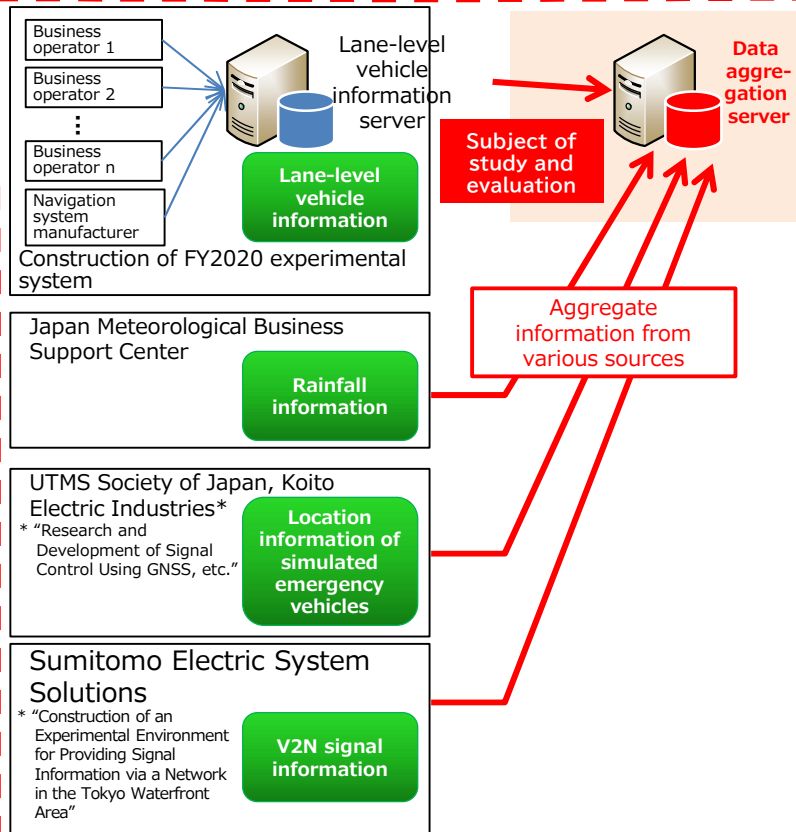 Business
operator 1
Business
operator 2
⋮
Business
operator n
Navigation
system
manufacturer
Lane-level
vehicle
information
server
Lane-level
vehicle
information
Construction of FY2020 experimental
system
Data
aggre-
gation
server
Subject of
study and
evaluation
Aggregate
information from
various sources
Japan Meteorological Business
Support Center
Rainfall
information
UTMS Society of Japan, Koito
Electric Industries*
* “Research and
Development of Signal
Control Using GNSS, etc.”
Location
information of
simulated
emergency
vehicles
Sumitomo Electric System
Solutions
* “Construction of an
Experimental Environment
for Providing Signal
Information via a Network
in the Tokyo Waterfront
Area”
V2N signal
information